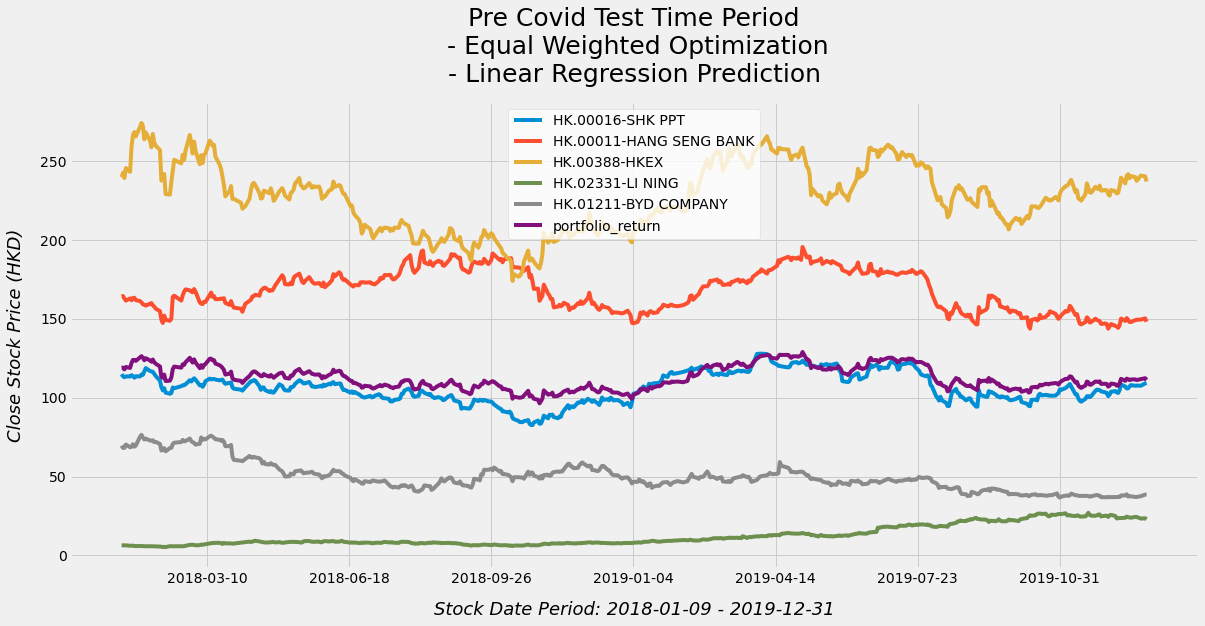 Pre Covid Test Time Period
- Equal Weighted Optimization
- Linear Regression Prediction
HK.00016-SHK PPT
HK.00011-HANG SENG BANK
HK.00388-HKEX
HK.02331-LI NING
HK.01211-BYD COMPANY
portfolio_return
Close Stock Price (HKD)
250
200
150
100
50
0
2018-03-10
2018-06-18
2018-09-26
2019-01-04
2019-04-14
2019-07-23
2019-10-31
Stock Date Period: 2018-01-09 - 2019-12-31